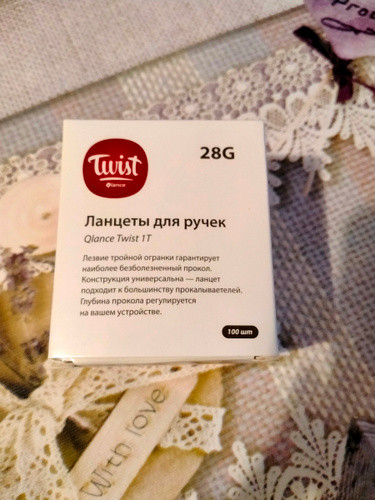 Pro
Twist
Qlance
28G
Ланцеты для ручек
Qlance Twist 1T
Лезвие тройной огранки гарантирует
наиболее безболезненный прокол.
Конструкция универсальна — ланцет
подходит к большинству прокалывателей.
Глубина прокола регулируется
на вашем устройстве.
100 шт
With love